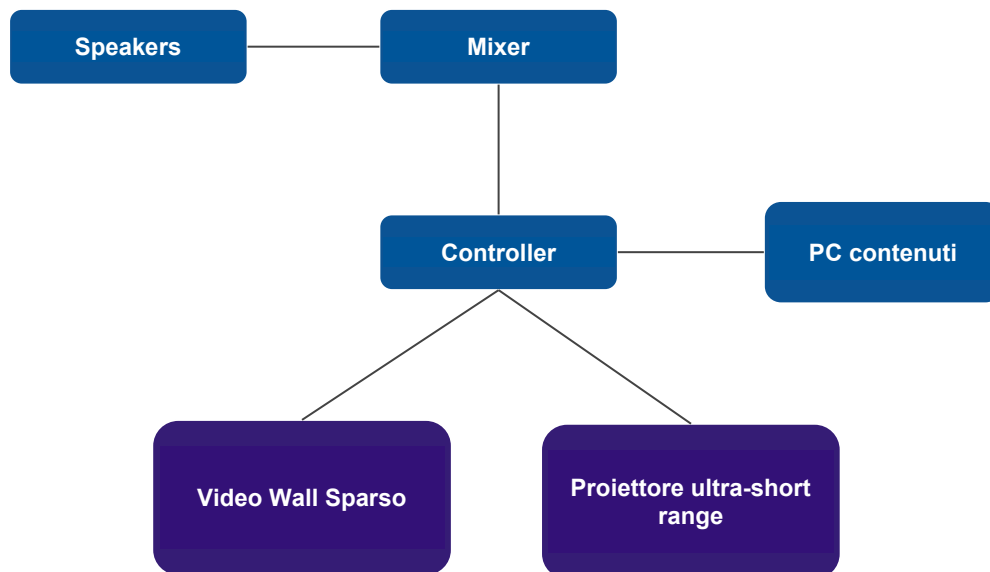 Speakers
Mixer
Controller
PC contenuti
Video Wall Sparso
Proiettore ultra-short
range